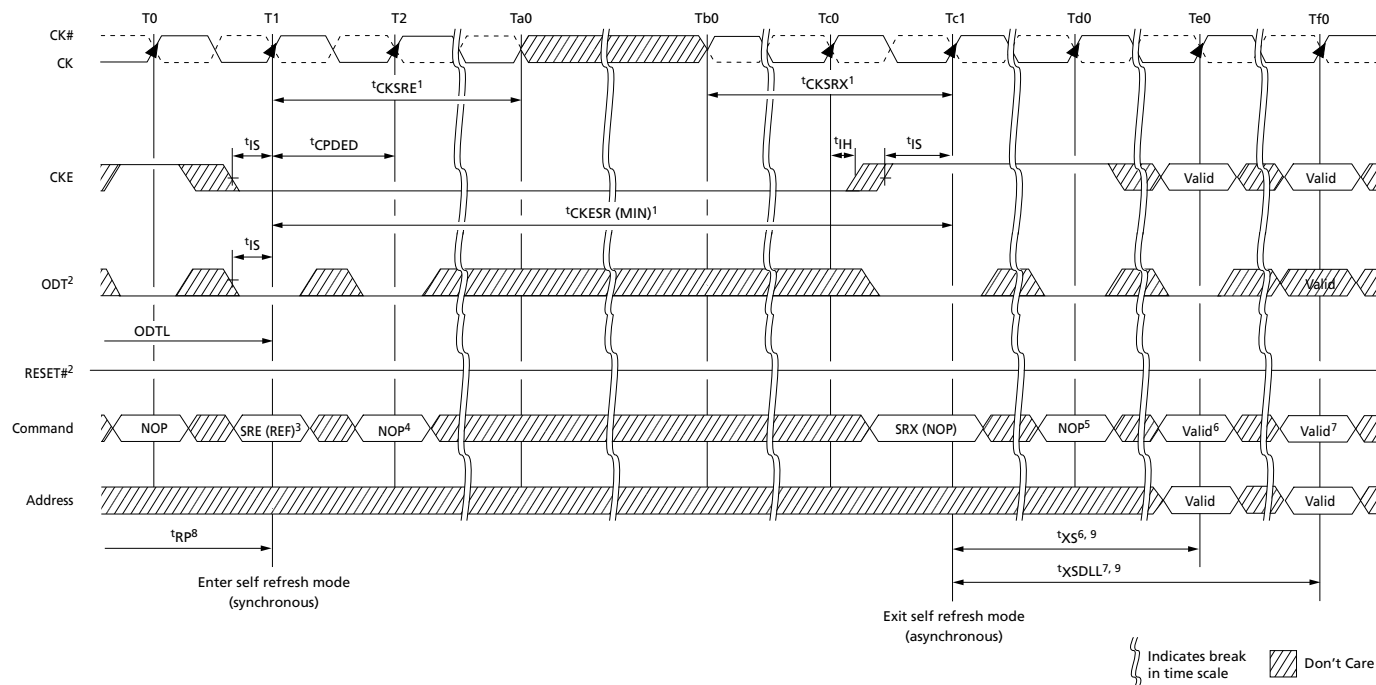 T0 T1 T2 Ta0 Tb0 Tc0 Tc1 Td0 Te0 Tf0
CK#
CK
tCKSRE1 tCKSRX1
tIS tCPDED tIH tIS
CKE Valid Valid
tCKESR (MIN)1
tIS
ODT2 Valid
ODTL
RESET#2
Command NOP SRE (REF)3 NOP4 SRX (NOP) NOP5 Valid6 Valid7
Address Valid Valid
tRP8 tXS6, 9
tXSDLL7, 9
Enter self refresh mode
(synchronous)
Exit self refresh mode
(asynchronous)
Indicates break
in time scale
Don't Care